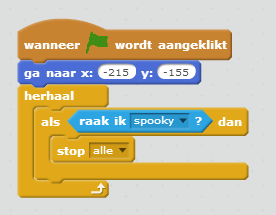 wanneer wordt aangeklikt
ga naar x: -215 y: -155
herhaal
als raak ik spooky ? dan
stop alle